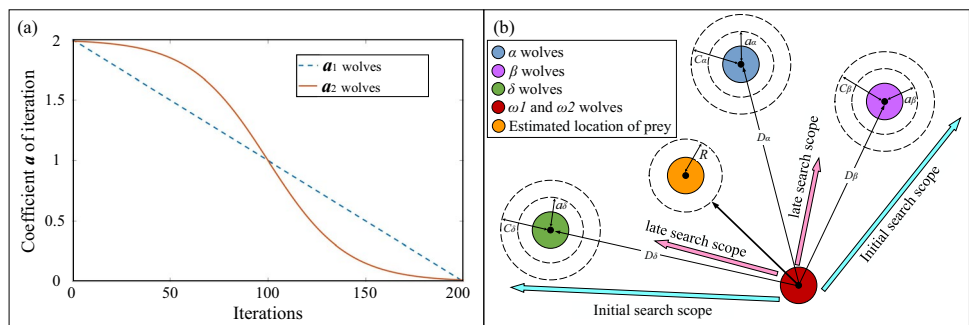 (a)
2
1.5
1
0.5
0
0
50
100
150
200
Coefficient a of iteration
Iterations
a1 wolves
a2 wolves
(b)
α wolves
β wolves
δ wolves
ω1 and ω2 wolves
Estimated location of prey
Cα
aα
Cβ
aβ
R
Dα
Dβ
Cδ
aδ
Dδ
late search scope
late search scope
Initial search scope
Initial search scope